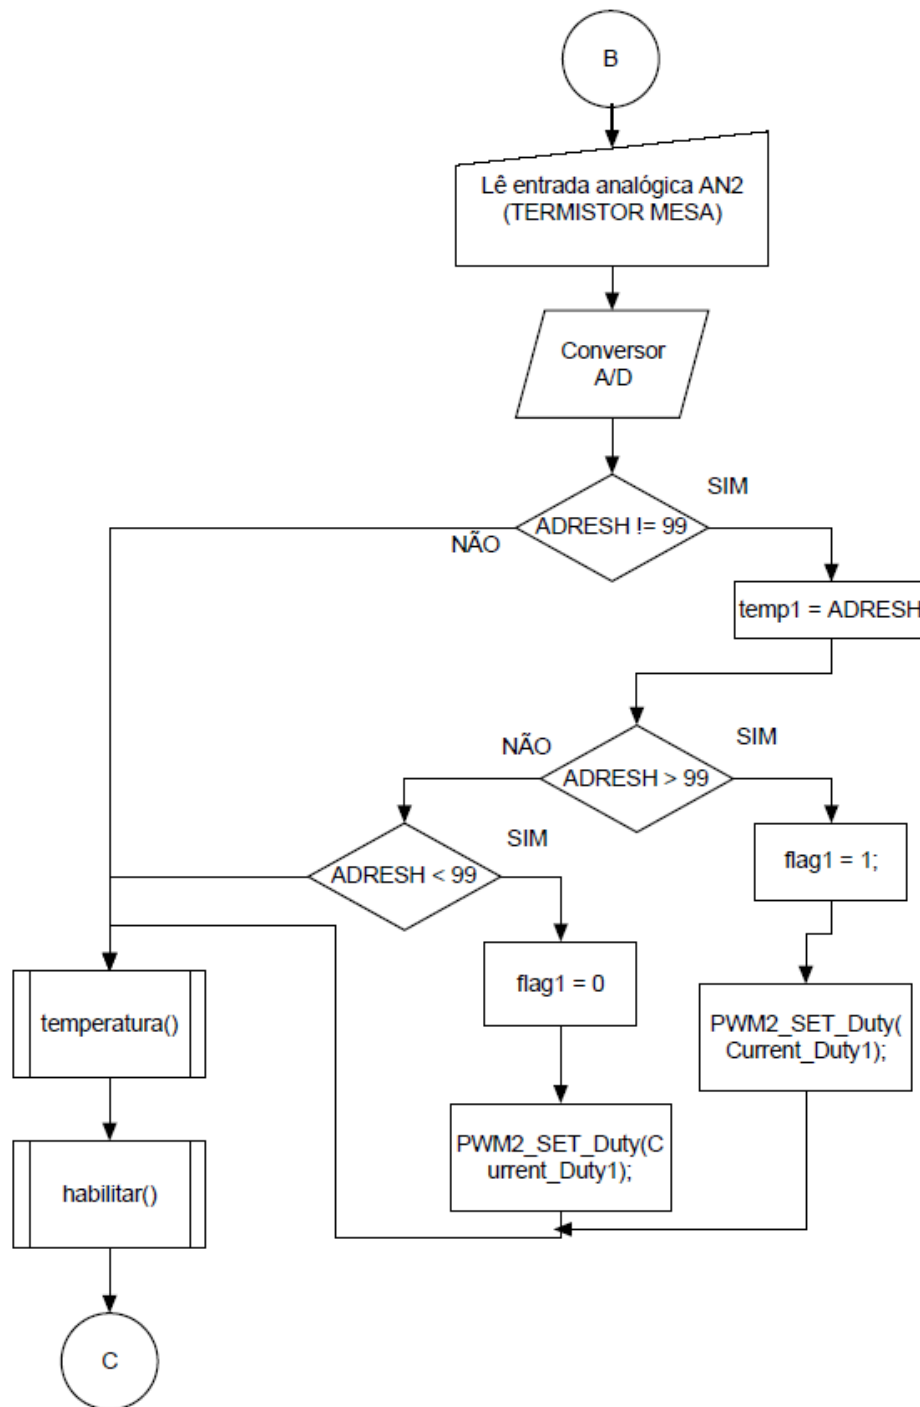 B
Lê entrada analógica AN2
(TERMISTOR MESA)
Conversor
A/D
SIM
ADRESH != 99
NÃO
temp1 = ADRESH
SIM
NÃO
ADRESH > 99
SIM
flag1 = 1;
ADRESH < 99
flag1 = 0
temperatura()
PWM2_SET_Duty(
Current_Duty1);
PWM2_SET_Duty(C
urrent_Duty1);
habilitar()
C